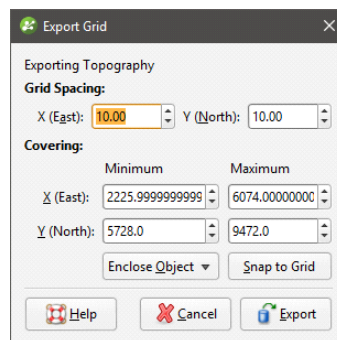 Export Grid
Exporting Topography
Grid Spacing:
X (East): 10.00 Y (North): 10.00
Covering:
Minimum Maximum
X (East): 2225.9999999999 6074.00000000
Y (North): 5728.0 9472.0
Enclose Object Snap to Grid
Help Cancel Export